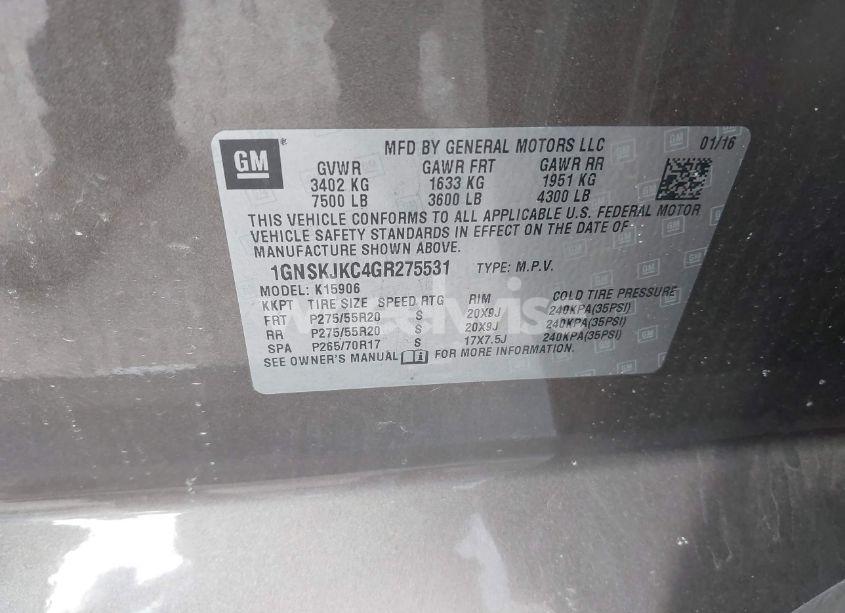 GM
MFD BY GENERAL MOTORS LLC 01/16
GVWR GAWR FRT GAWR RR
3402 KG 1633 KG 1951 KG
7500 LB 3600 LB 4300 LB
THIS VEHICLE CONFORMS TO ALL APPLICABLE U.S. FEDERAL MOTOR
VEHICLE SAFETY STANDARDS IN EFFECT ON THE DATE OF
MANUFACTURE SHOWN ABOVE.
1GNSKJKC4GR275531 TYPE: M.P.V.
MODEL: K15906
KKPT TIRE SIZE SPEED RTG RIM COLD TIRE PRESSURE
FRT P275/55R20 S 20X9J 240KPA(35PSI)
RR P275/55R20 S 20X9J 240KPA(35PSI)
SPA P265/70R17 S 17X7.5J 240KPA(35PSI)
SEE OWNER'S MANUAL FOR MORE INFORMATION.